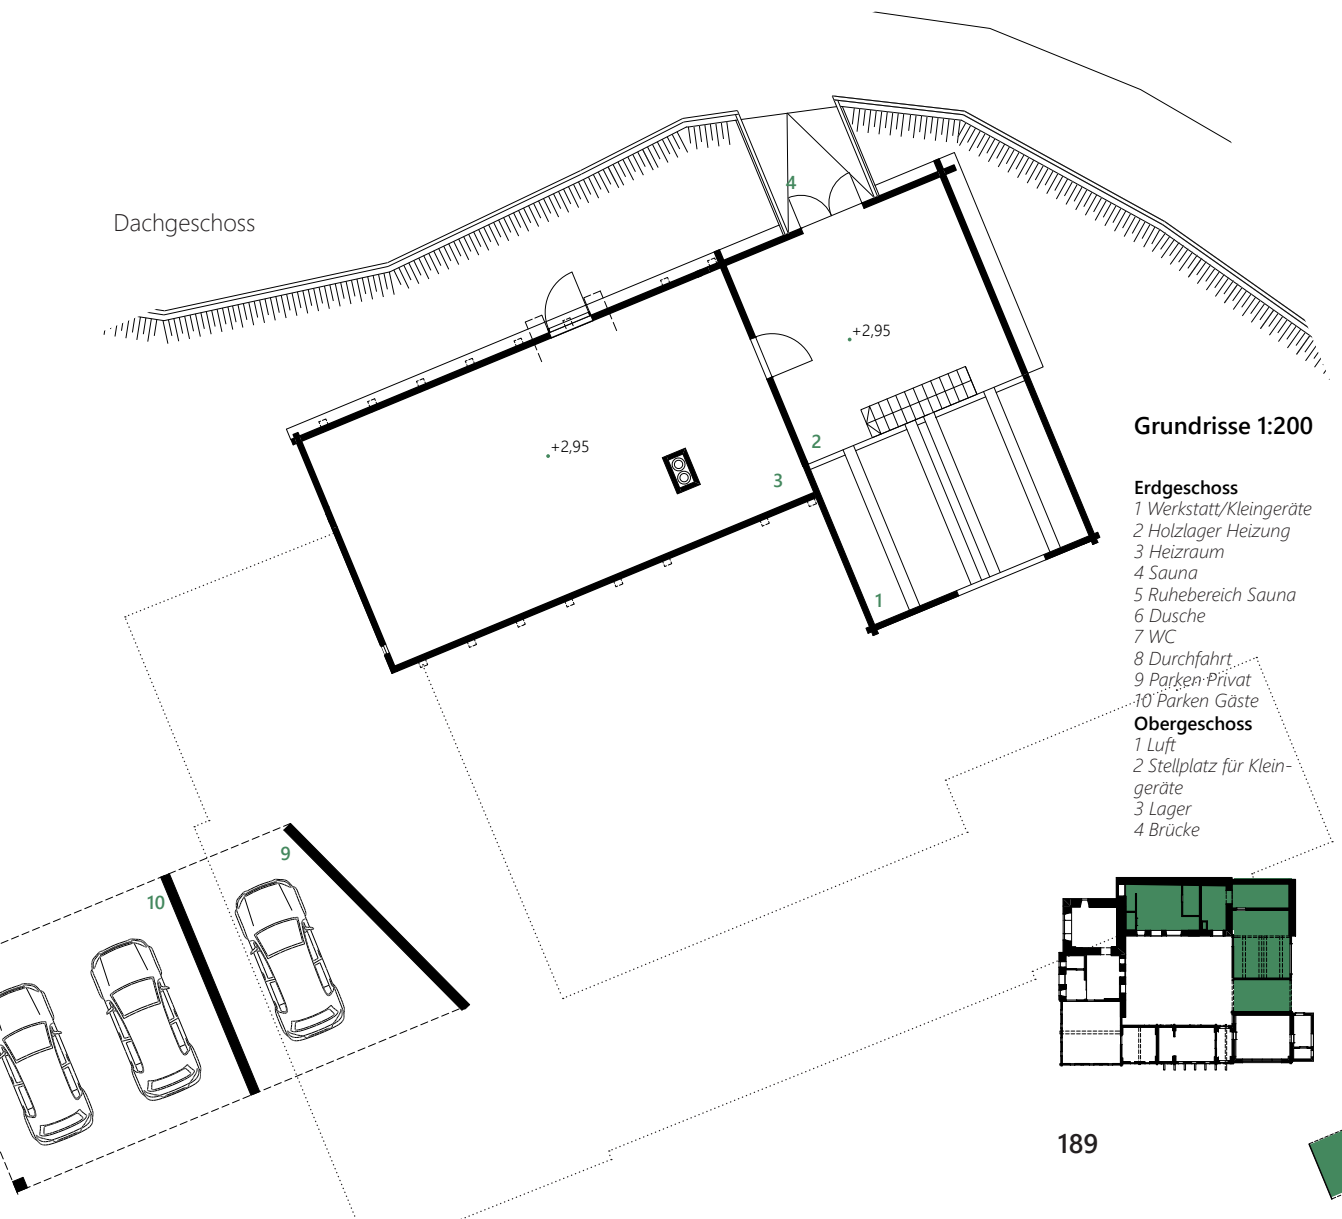 Dachgeschoss
4
+2,95
+2,95
2
3
1
9
10
Grundrisse 1:200
Erdgeschoss
1 Werkstatt/Kleingeräte
2 Holzlager Heizung
3 Heizraum
4 Sauna
5 Ruhebereich Sauna
6 Dusche
7 WC
8 Durchfahrt
9 Parken Privat
10 Parken Gäste
Obergeschoss
1 Luft
2 Stellplatz für Klein-
geräte
3 Lager
4 Brücke
189